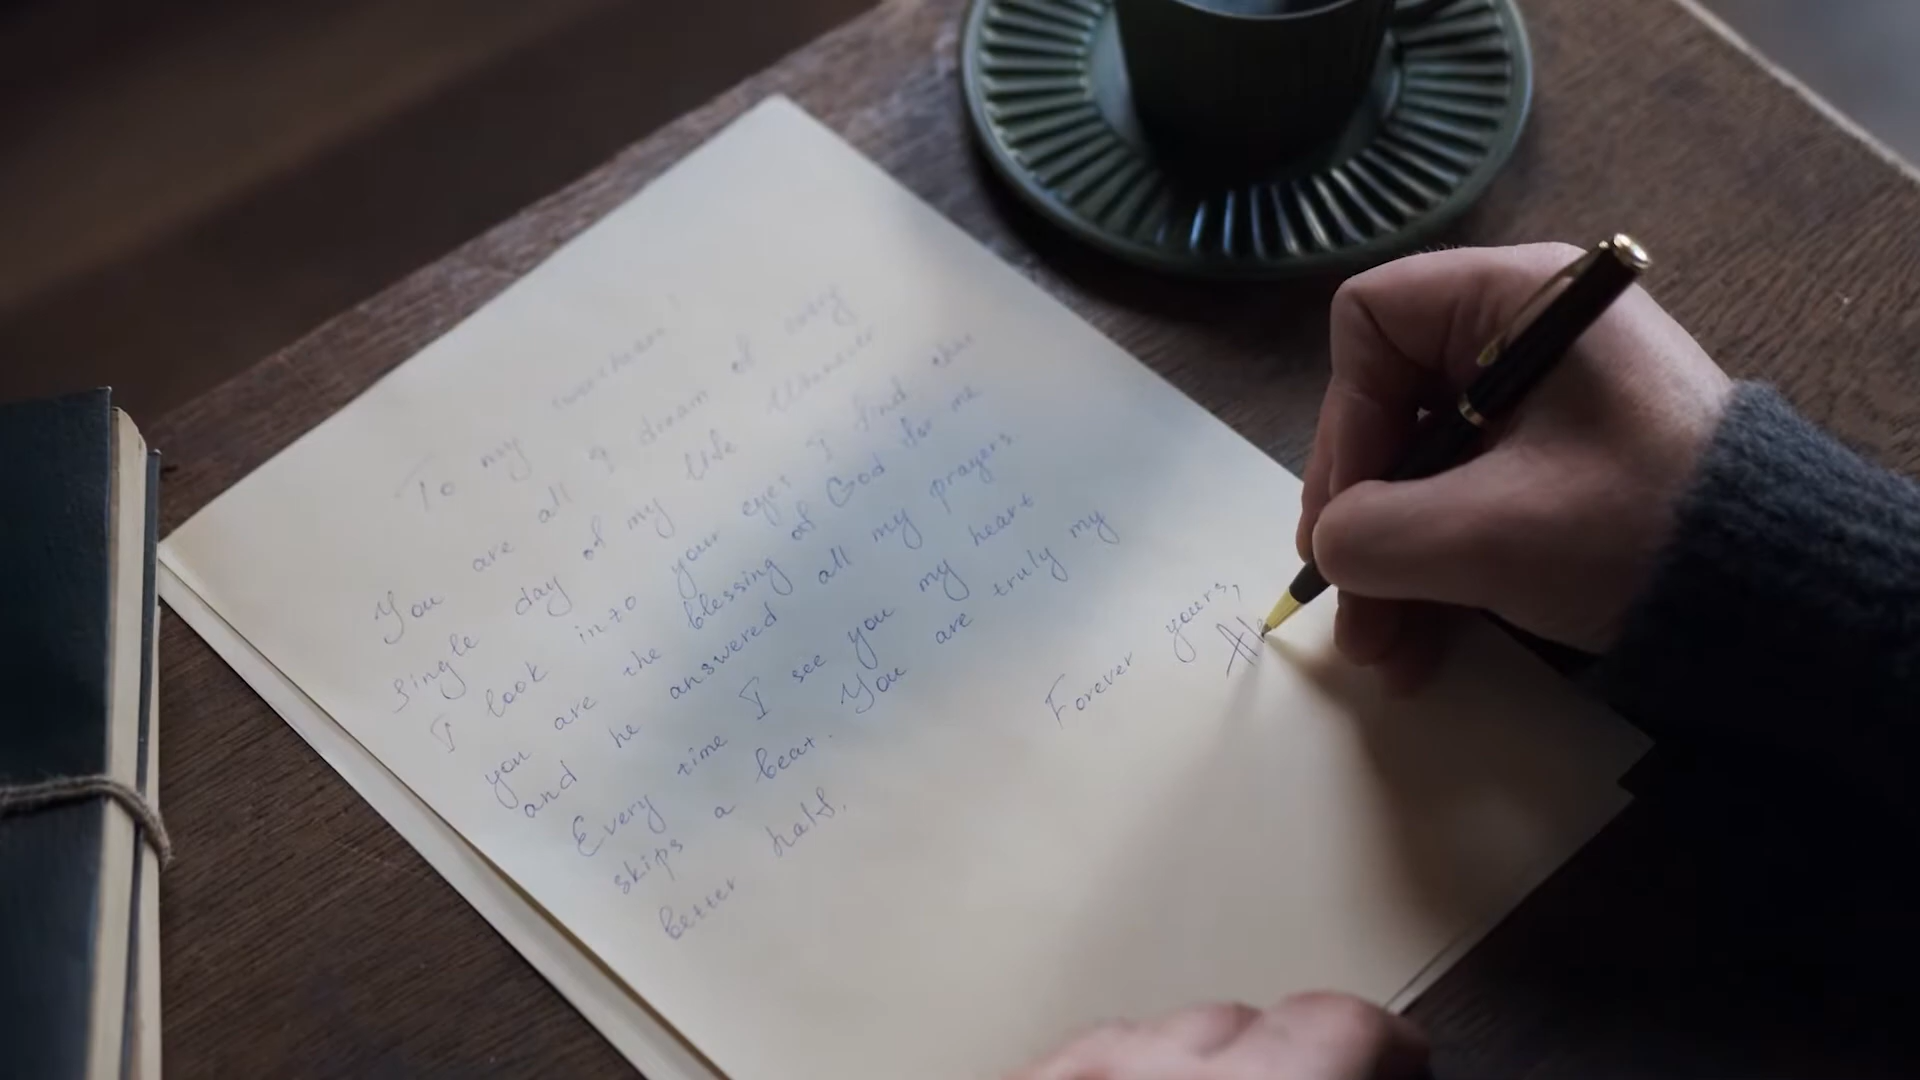 To my sweetheart!
You are all I dream of every
single day of my life. Whenever
I look into your eyes I find that
you are the blessing of God for me
and he answered all my prayers
Every time I see you my heart
skips a beat. You are truly my
better half.
Forever yours,
Al